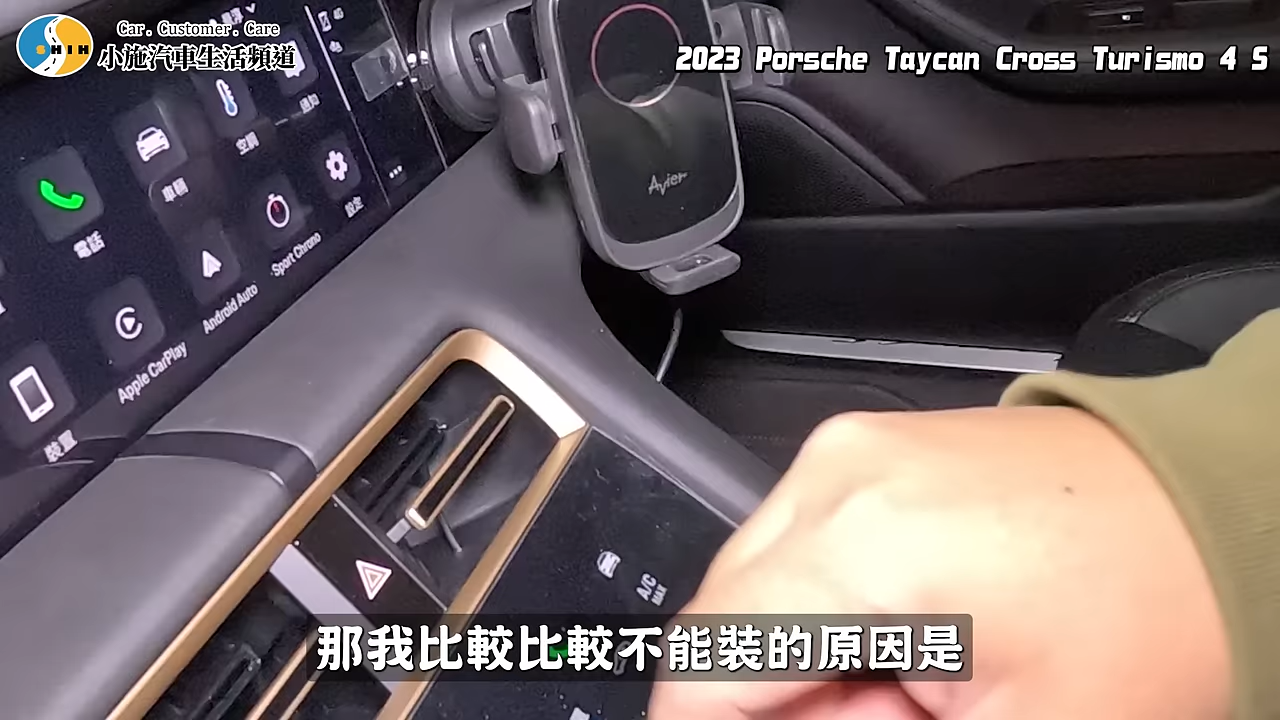 Car. Customer. Care
SHIH
小施汽車生活頻道
2023 Porsche Taycan Cross Turismo 4 S
4G
通知
空調
車輛
電話
設定
Sport Chrono
Android Auto
Apple CarPlay
裝置
Avier
A/C
MAX
那我比較比較不能裝的原因是